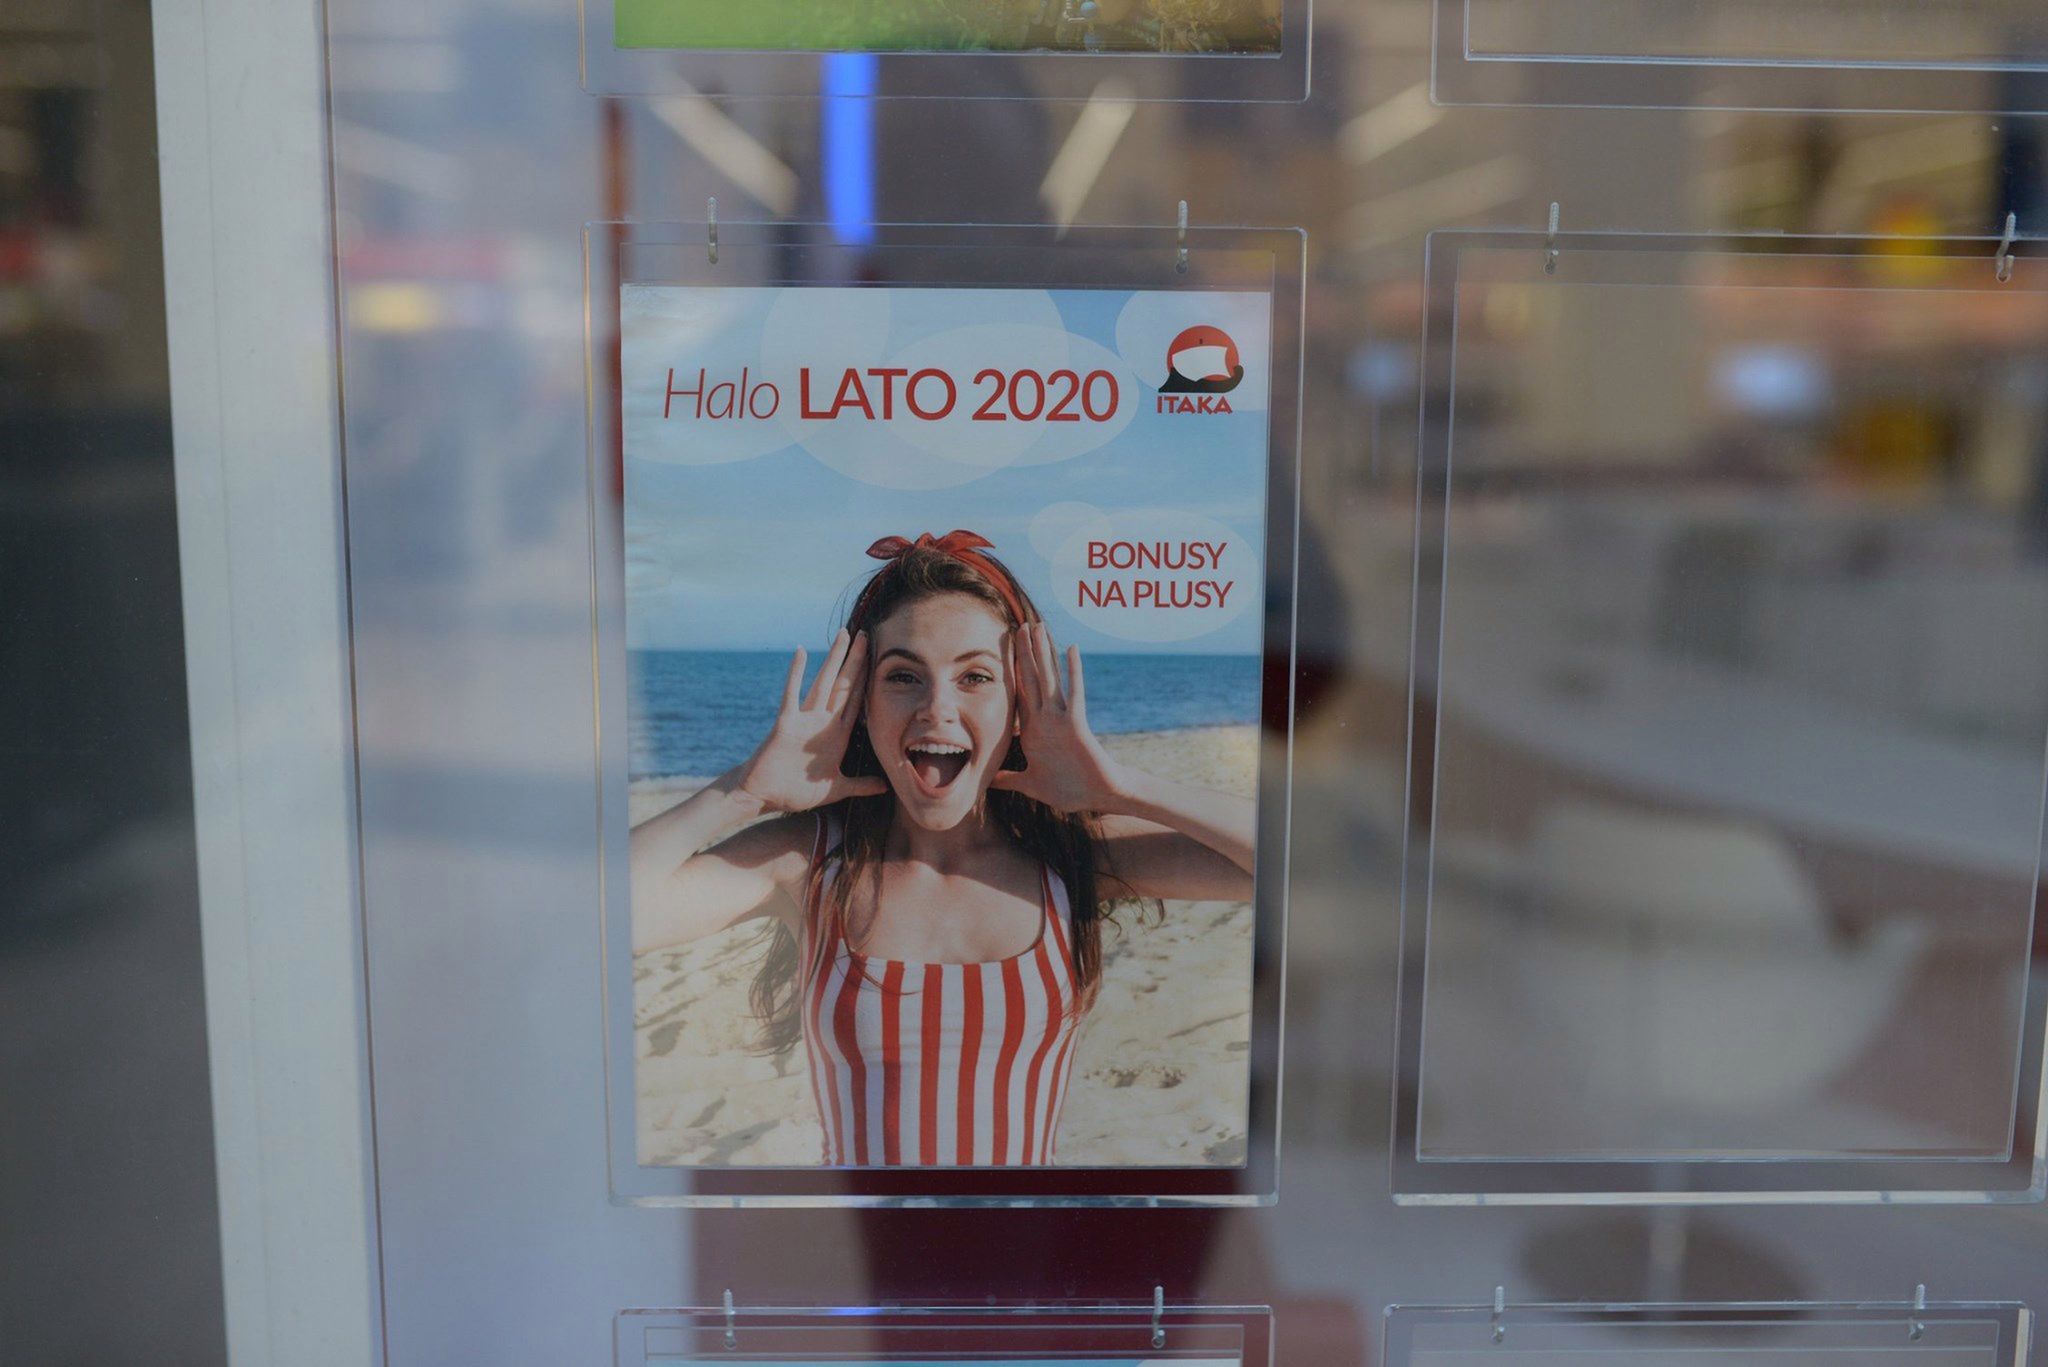 Halo LATO 2020
ITAKA
BONUSY
NA PLUSY